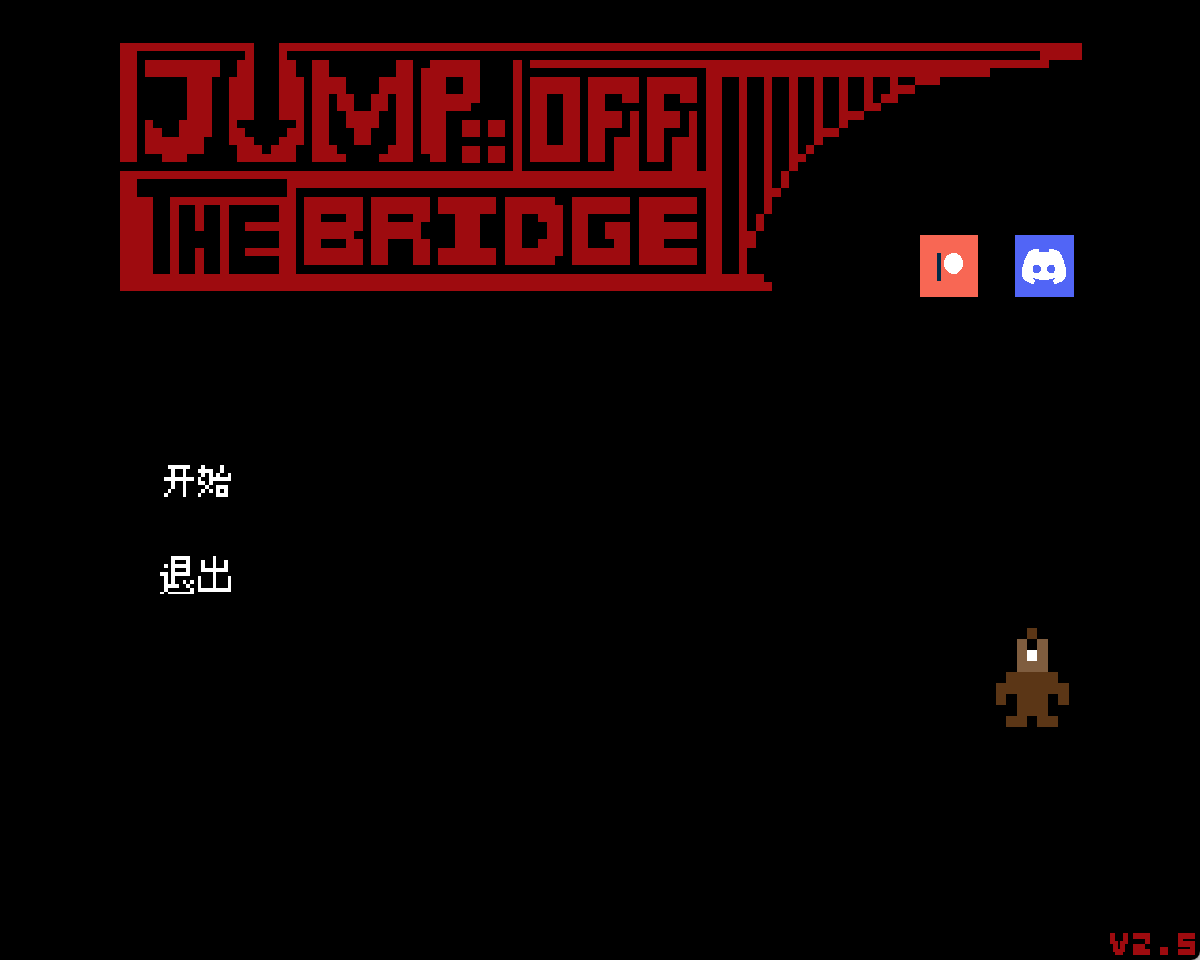 JUMP::OFF
THE BRIDGE
开始
退出
V2.5